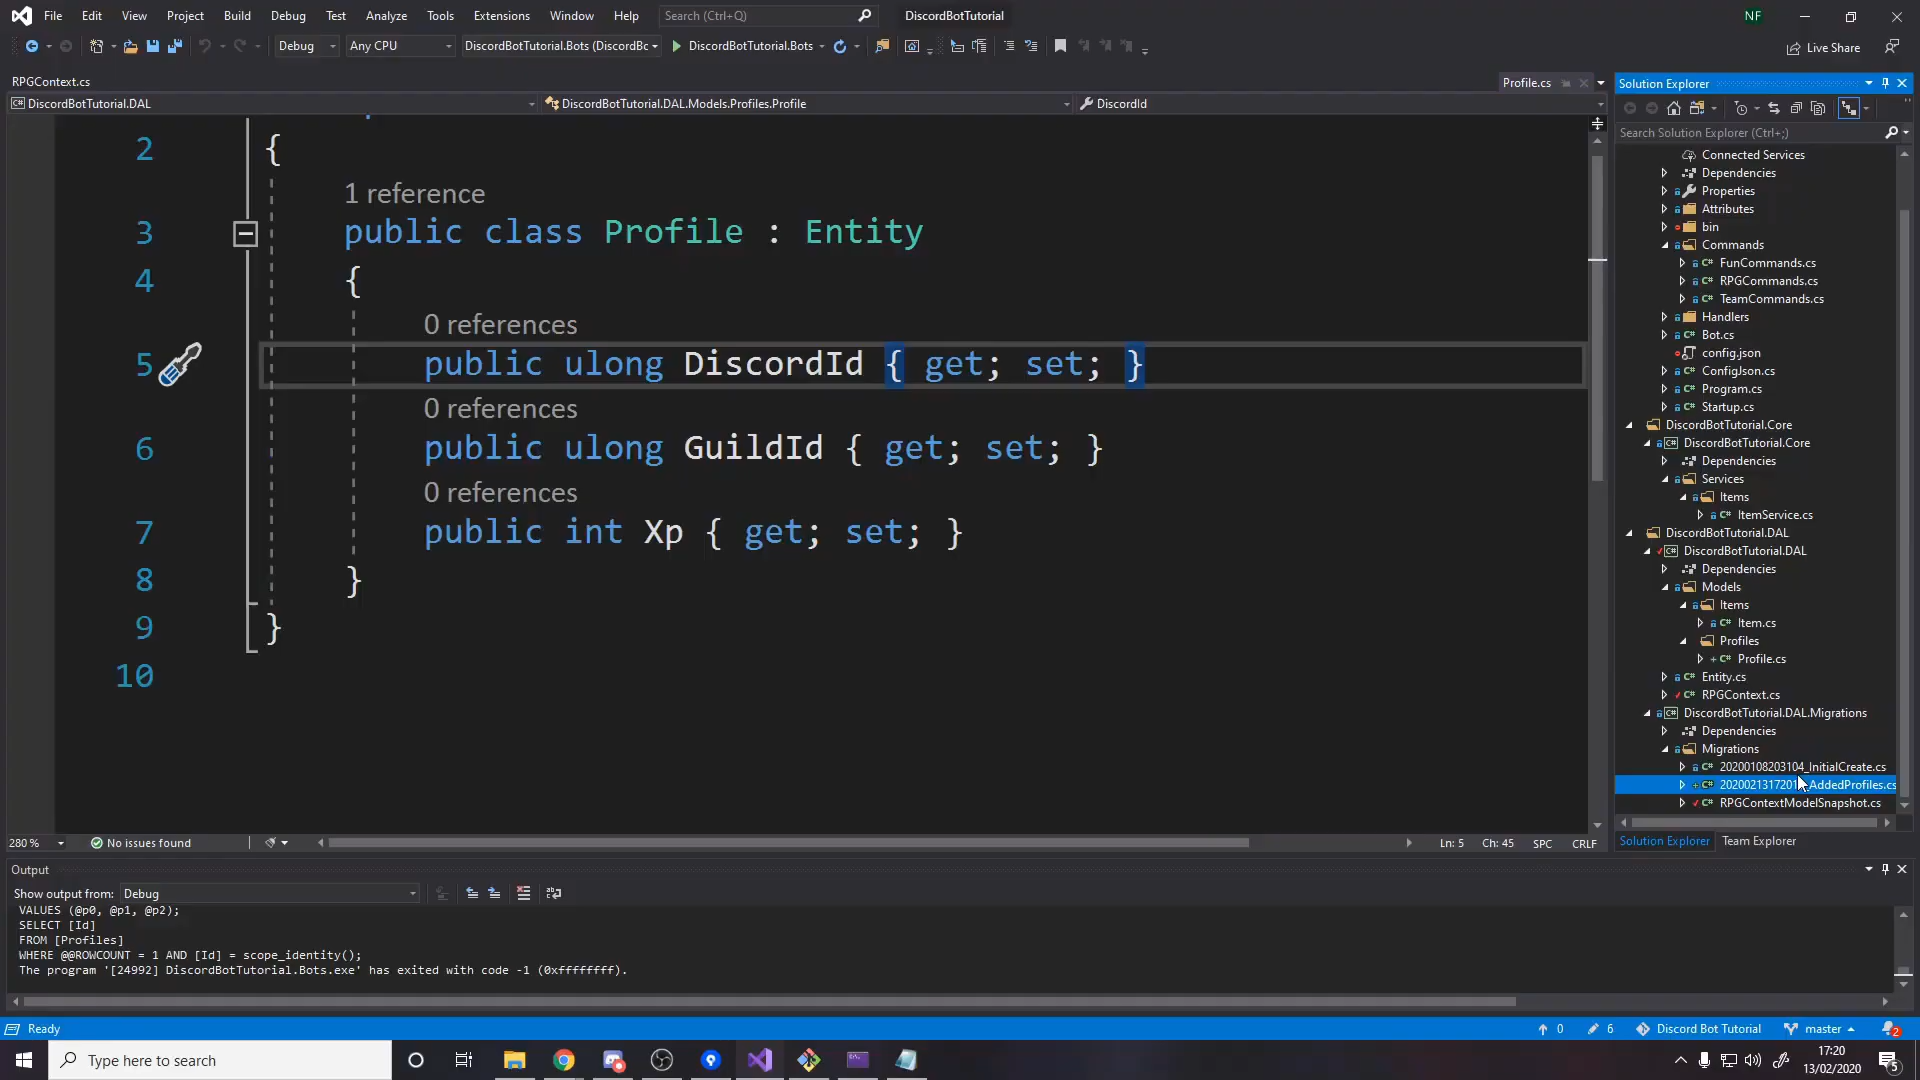 File Edit View Project Build Debug Test Analyze Tools Extensions Window Help Search (Ctrl+Q) DiscordBotTutorial NF
Debug Any CPU DiscordBotTutorial.Bots (DiscordBc DiscordBotTutorial.Bots Live Share
RPGContext.cs Profile.cs
DiscordBotTutorial.DAL DiscordBotTutorial.DAL.Models.Profiles.Profile DiscordId
2 {
1 reference
3 public class Profile : Entity
4 {
0 references
5 public ulong DiscordId { get; set; }
0 references
6 public ulong GuildId { get; set; }
0 references
7 public int Xp { get; set; }
8 }
9 }
10
280 % No issues found Ln: 5 Ch: 45 SPC CRLF
Solution Explorer
Search Solution Explorer (Ctrl+;)
Connected Services
Dependencies
Properties
Attributes
bin
Commands
FunCommands.cs
RPGCommands.cs
TeamCommands.cs
Handlers
Bot.cs
config.json
ConfigJson.cs
Program.cs
Startup.cs
DiscordBotTutorial.Core
DiscordBotTutorial.Core
Dependencies
Services
Items
ItemService.cs
DiscordBotTutorial.DAL
DiscordBotTutorial.DAL
Dependencies
Models
Items
Item.cs
Profiles
Profile.cs
Entity.cs
RPGContext.cs
DiscordBotTutorial.DAL.Migrations
Dependencies
Migrations
20200108203104_InitialCreate.cs
AddedProfiles.cs
RPGContextModelSnapshot.cs
Solution Explorer Team Explorer
Output
Show output from: Debug
VALUES (@p0, @p1, @p2);
SELECT [Id]
FROM [Profiles]
WHERE @@ROWCOUNT = 1 AND [Id] = scope_identity();
The program '[24992] DiscordBotTutorial.Bots.exe' has exited with code -1 (0xffffffff).
Ready 0 6 Discord Bot Tutorial master 2
Type here to search 17:20
13/02/2020 5